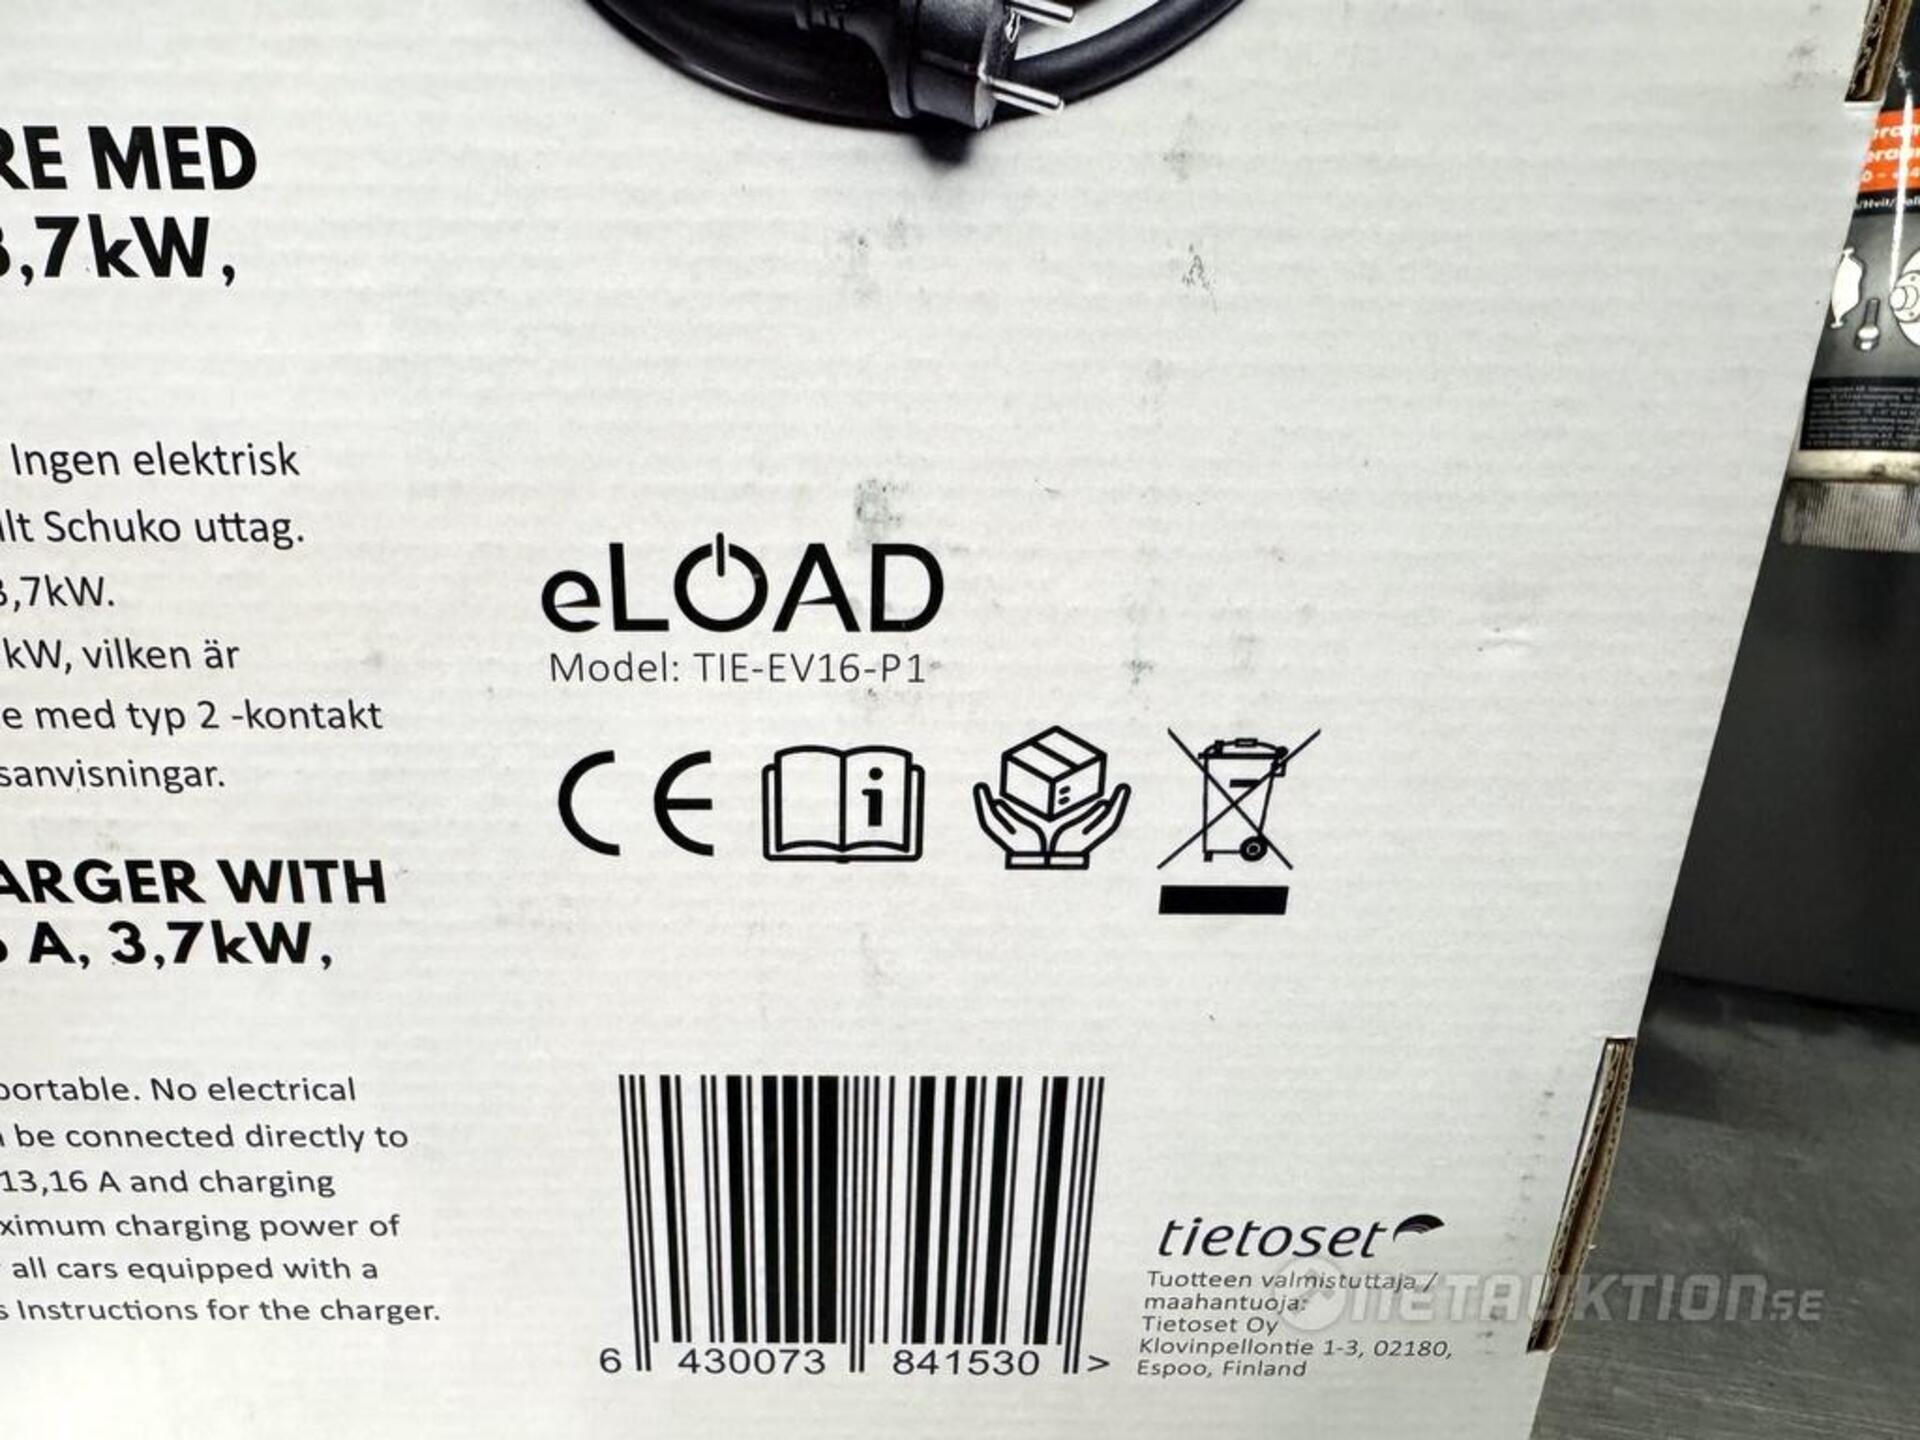 RE MED
3,7kW,
Ingen elektrisk
lt Schuko uttag.
3,7kW.
kW, vilken är
e med typ 2 -kontakt
sanvisningar.
ARGER WITH
A, 3,7kW,
portable. No electrical
be connected directly to
13,16 A and charging
ximum charging power of
all cars equipped with a
s Instructions for the charger.
eLOAD
Model: TIE-EV16-P1
CE
6 430073 841530 >
tietoset
Tuotteen valmistuttaja /
maahantuoja:
Tietoset Oy
Klovinpellontie 1-3, 02180,
Espoo, Finland
NETAUKTION.SE